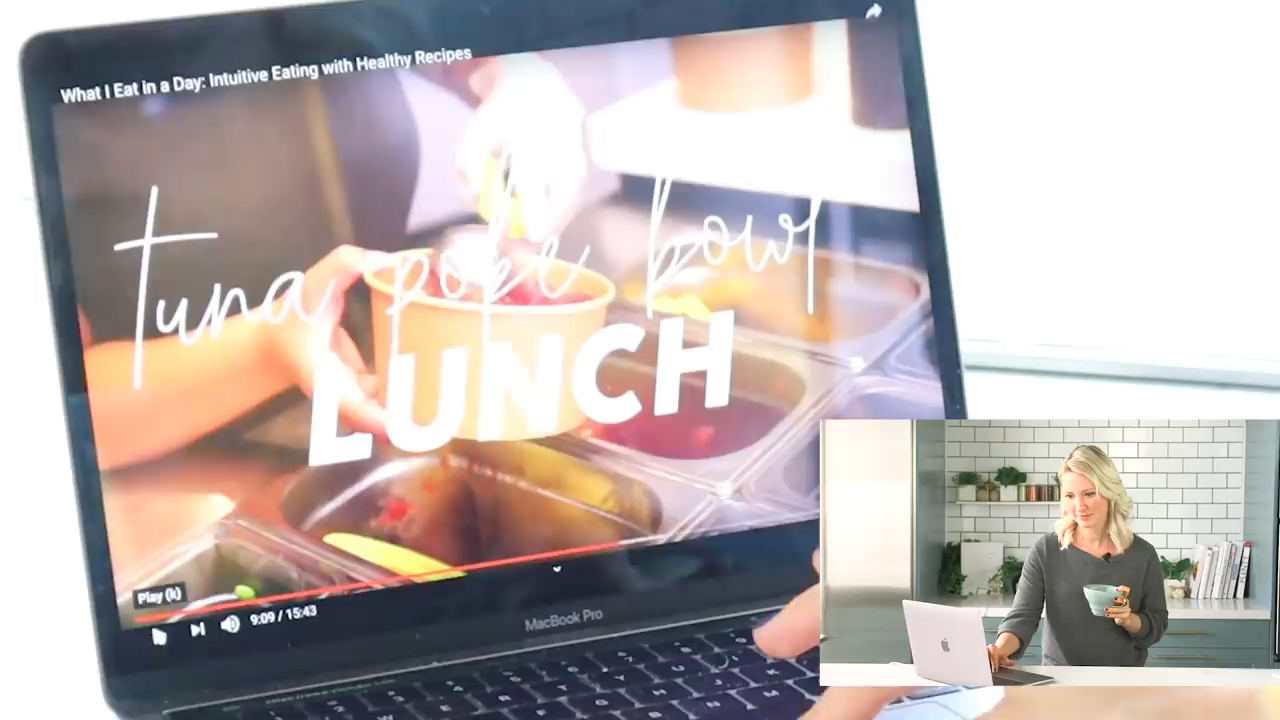 What I Eat in a Day: Intuitive Eating with Healthy Recipes
tuna poke bowl
LUNCH
Play (k)
9:09 / 15:43
MacBook Pro